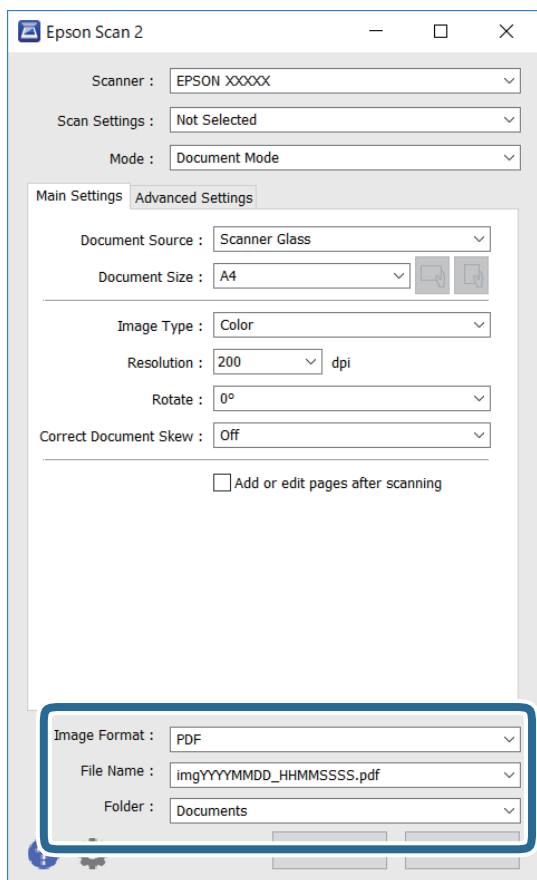 Epson Scan 2
Scanner : EPSON XXXXX
Scan Settings : Not Selected
Mode : Document Mode
Main Settings Advanced Settings
Document Source : Scanner Glass
Document Size : A4
Image Type : Color
Resolution : 200 dpi
Rotate : 0°
Correct Document Skew : Off
Add or edit pages after scanning
Image Format : PDF
File Name : imgYYYYMMDD_HHMMSSSS.pdf
Folder : Documents